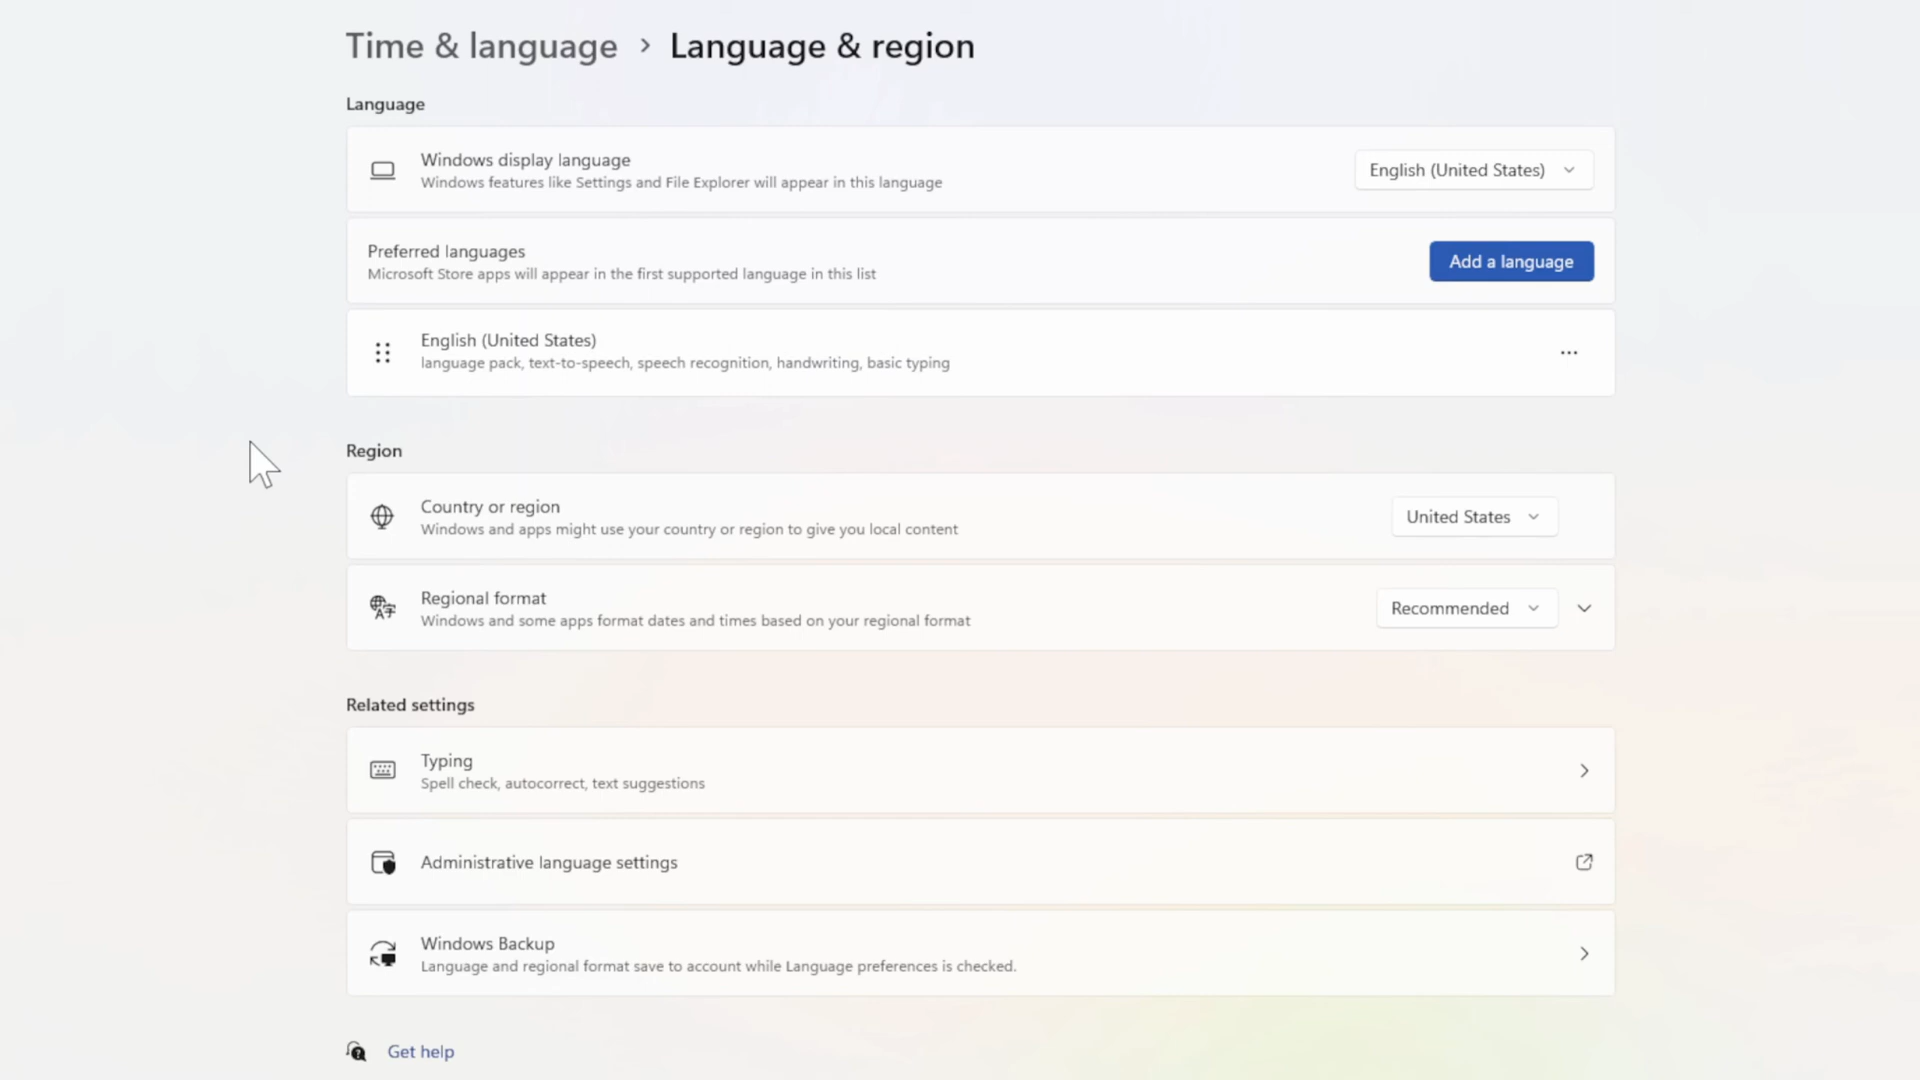 Time & language > Language & region
Language
Windows display language
Windows features like Settings and File Explorer will appear in this language
English (United States)
Preferred languages
Microsoft Store apps will appear in the first supported language in this list
Add a language
English (United States)
language pack, text-to-speech, speech recognition, handwriting, basic typing
Region
Country or region
Windows and apps might use your country or region to give you local content
United States
Regional format
Windows and some apps format dates and times based on your regional format
Recommended
Related settings
Typing
Spell check, autocorrect, text suggestions
Administrative language settings
Windows Backup
Language and regional format save to account while Language preferences is checked.
Get help